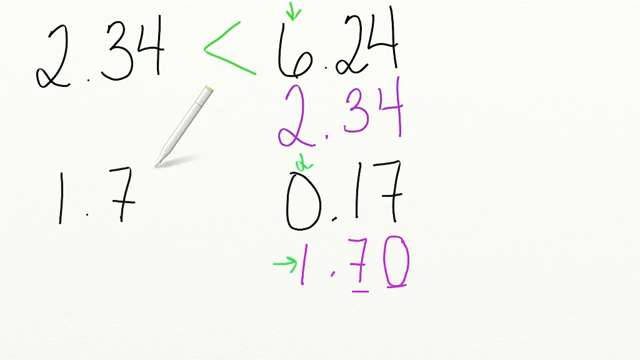 2.34 < 6.24
2.34
1.7 0.17
→1.70